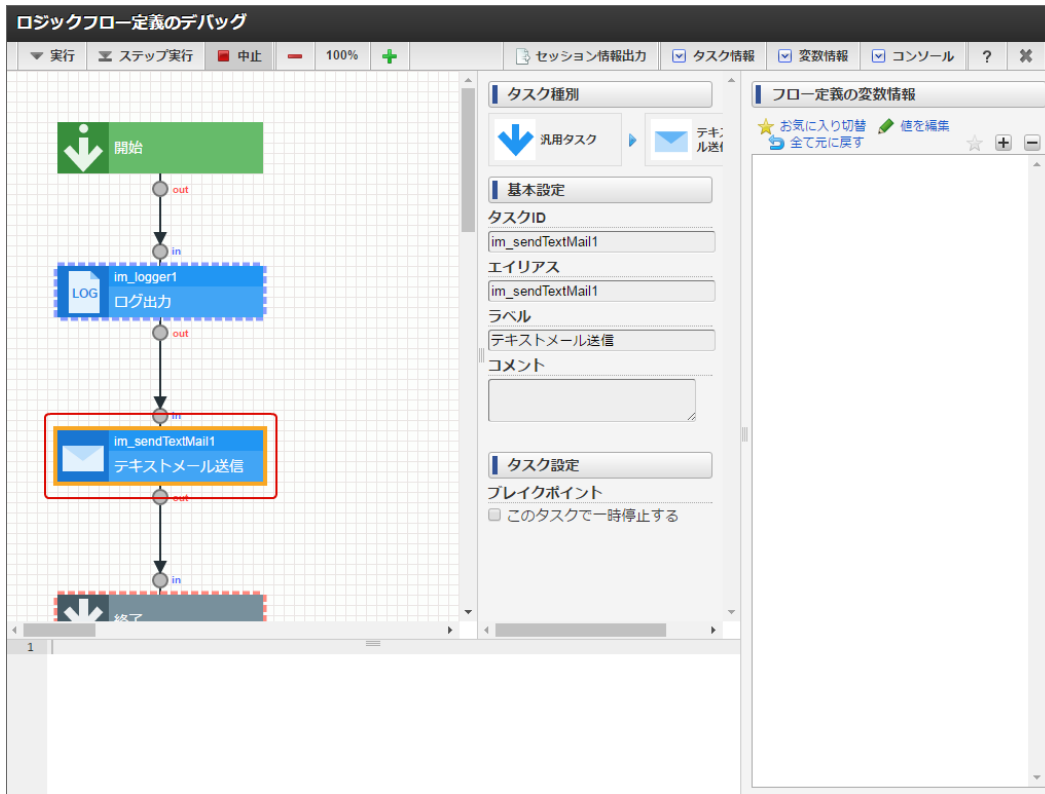 ロジックフロー定義のデバッグ
実行 ステップ実行 中止 100% セッション情報出力 タスク情報 変数情報 コンソール ?
開始
out
in
im_logger1
LOG
ログ出力
out
in
im_sendTextMail1
テキストメール送信
out
in
終了
タスク種別
汎用タスク
基本設定
タスクID
im_sendTextMail1
エイリアス
im_sendTextMail1
ラベル
テキストメール送信
コメント
タスク設定
ブレイクポイント
このタスクで一時停止する
フロー定義の変数情報
お気に入り切替 値を編集
全て元に戻す
1